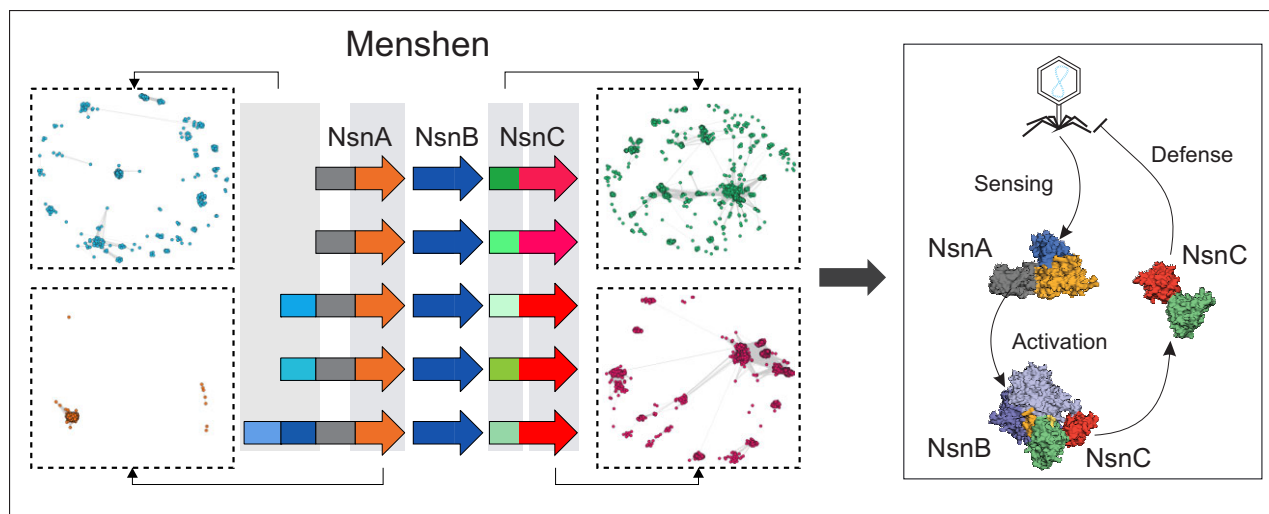 Menshen
NsnA
NsnB
NsnC
Sensing
Defense
NsnA
NsnC
Activation
NsnB
NsnC